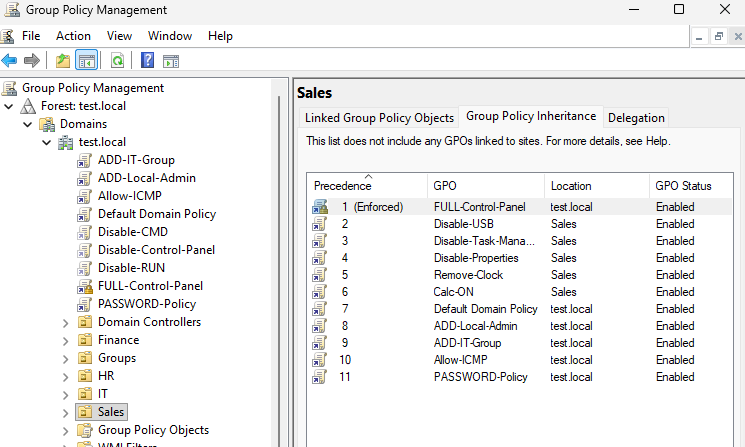 Group Policy Management
File Action View Window Help
Group Policy Management
Forest: test.local
Domains
test.local
ADD-IT-Group
ADD-Local-Admin
Allow-ICMP
Default Domain Policy
Disable-CMD
Disable-Control-Panel
Disable-RUN
FULL-Control-Panel
PASSWORD-Policy
Domain Controllers
Finance
Groups
HR
IT
Sales
Group Policy Objects
WMI Filters
Sales
Linked Group Policy Objects Group Policy Inheritance Delegation
This list does not include any GPOs linked to sites. For more details, see Help.
Precedence GPO Location GPO Status
1 (Enforced) FULL-Control-Panel test.local Enabled
2 Disable-USB Sales Enabled
3 Disable-Task-Mana... Sales Enabled
4 Disable-Properties Sales Enabled
5 Remove-Clock Sales Enabled
6 Calc-ON Sales Enabled
7 Default Domain Policy test.local Enabled
8 ADD-Local-Admin test.local Enabled
9 ADD-IT-Group test.local Enabled
10 Allow-ICMP test.local Enabled
11 PASSWORD-Policy test.local Enabled